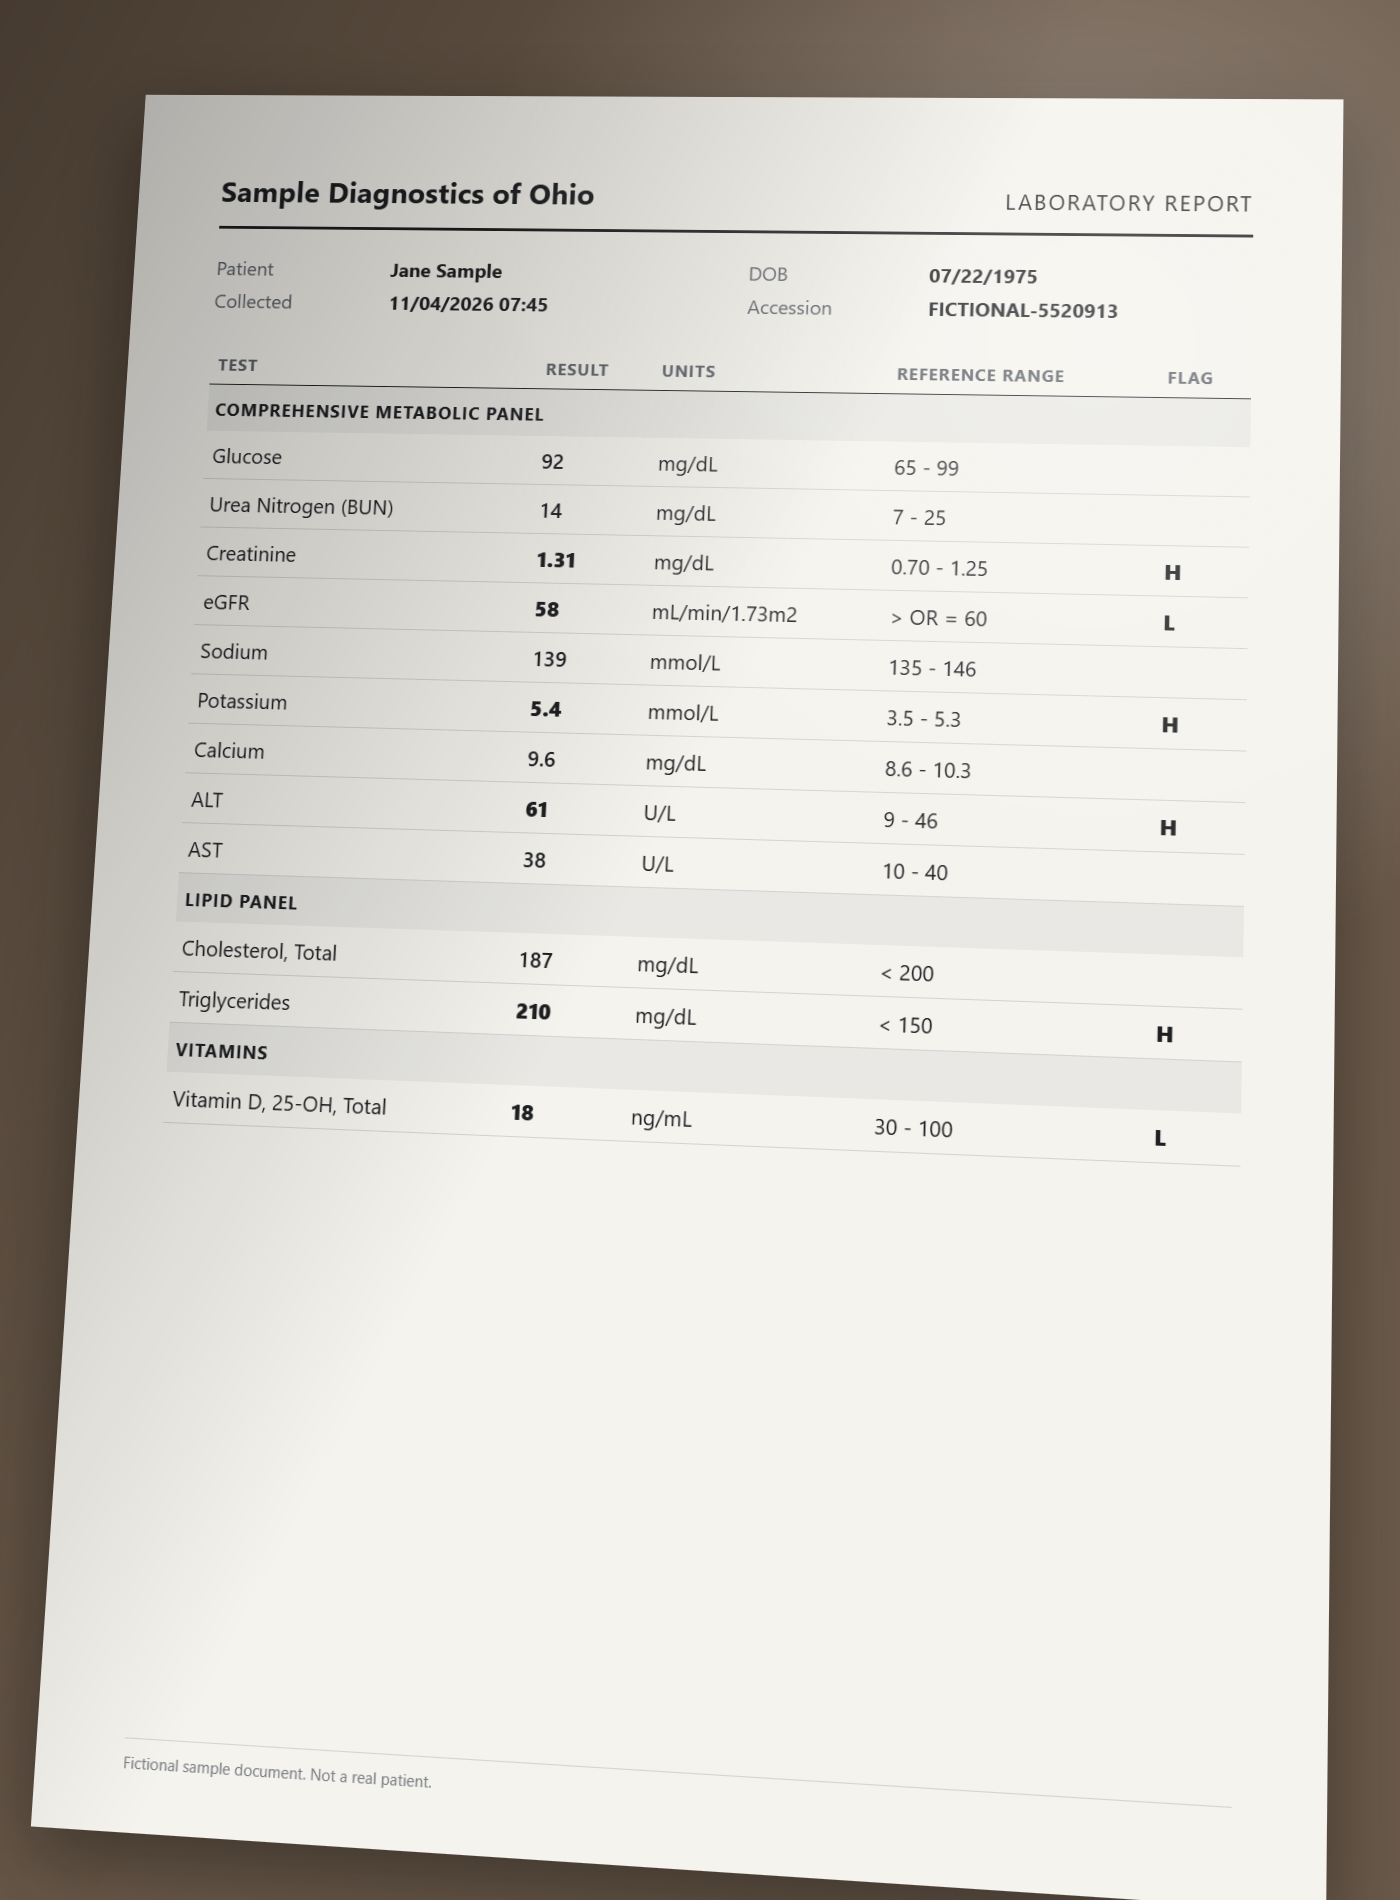 Sample Diagnostics of Ohio LABORATORY REPORT
Patient Jane Sample DOB 07/22/1975
Collected 11/04/2026 07:45 Accession FICTIONAL-5520913
TEST RESULT UNITS REFERENCE RANGE FLAG
COMPREHENSIVE METABOLIC PANEL
Glucose 92 mg/dL 65 - 99
Urea Nitrogen (BUN) 14 mg/dL 7 - 25
Creatinine 1.31 mg/dL 0.70 - 1.25 H
eGFR 58 mL/min/1.73m2 > OR = 60 L
Sodium 139 mmol/L 135 - 146
Potassium 5.4 mmol/L 3.5 - 5.3 H
Calcium 9.6 mg/dL 8.6 - 10.3
ALT 61 U/L 9 - 46 H
AST 38 U/L 10 - 40
LIPID PANEL
Cholesterol, Total 187 mg/dL < 200
Triglycerides 210 mg/dL < 150 H
VITAMINS
Vitamin D, 25-OH, Total 18 ng/mL 30 - 100 L
Fictional sample document. Not a real patient.